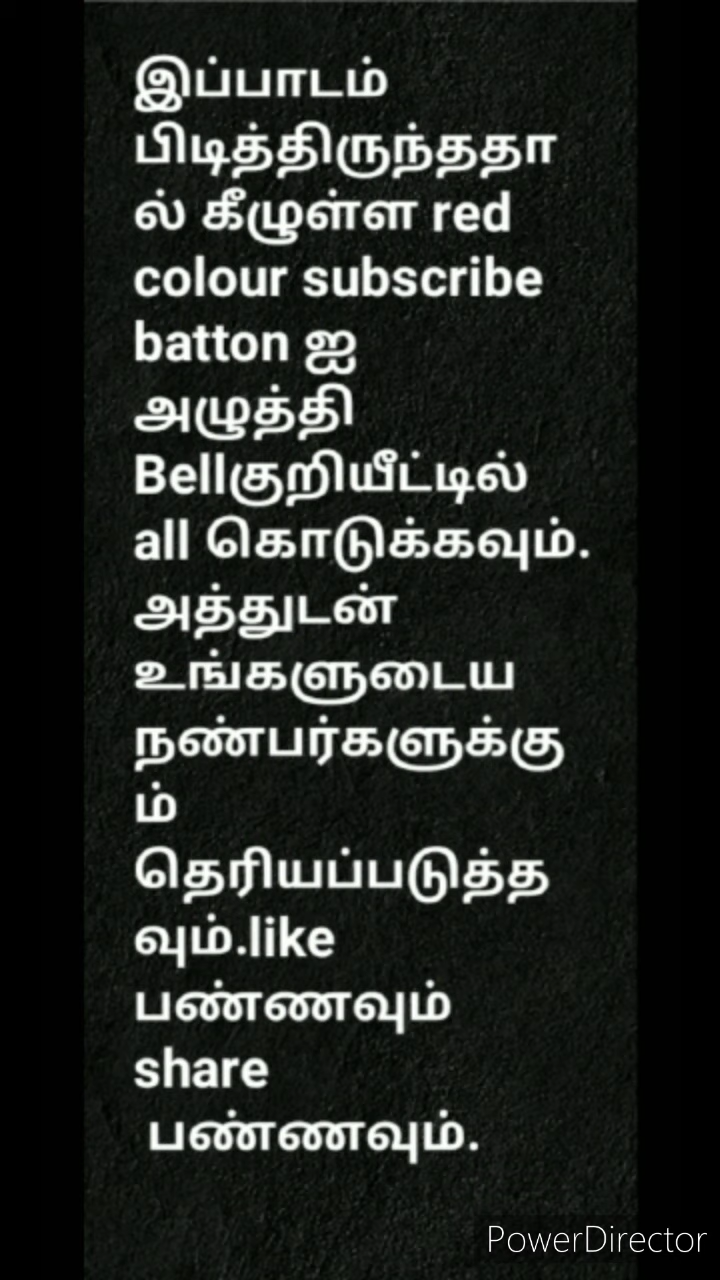 இப்பாடம்
பிடித்திருந்ததா
ல் கீழுள்ள red
colour subscribe
batton ஐ
அழுத்தி
Bellகுறியீட்டில்
all கொடுக்கவும்.
அத்துடன்
உங்களுடைய
நண்பர்களுக்கு
ம்
தெரியப்படுத்த
வும்.like
பண்ணவும்
share
பண்ணவும்.
PowerDirector